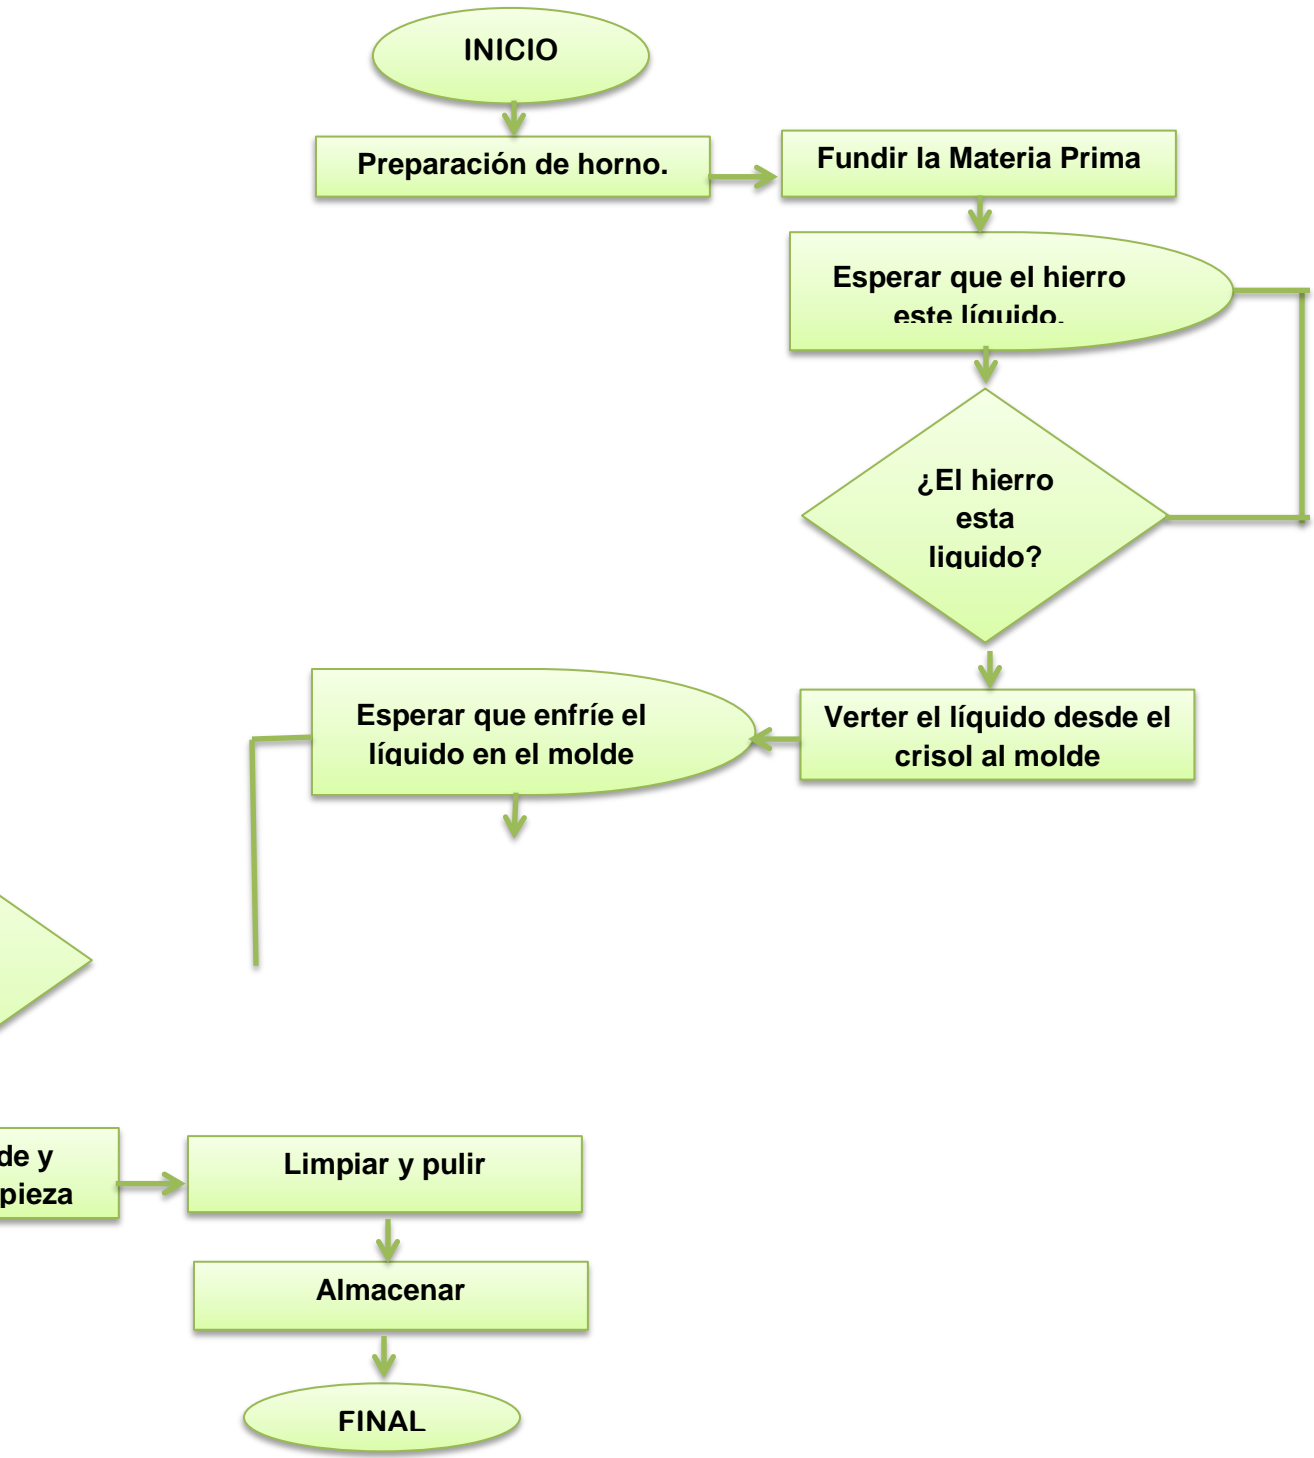 INICIO
Preparación de horno.
Fundir la Materia Prima
Esperar que el hierro
este líquido.
¿El hierro
esta
liquido?
Verter el líquido desde el
crisol al molde
Esperar que enfríe el
líquido en el molde
de y
pieza
Limpiar y pulir
Almacenar
FINAL